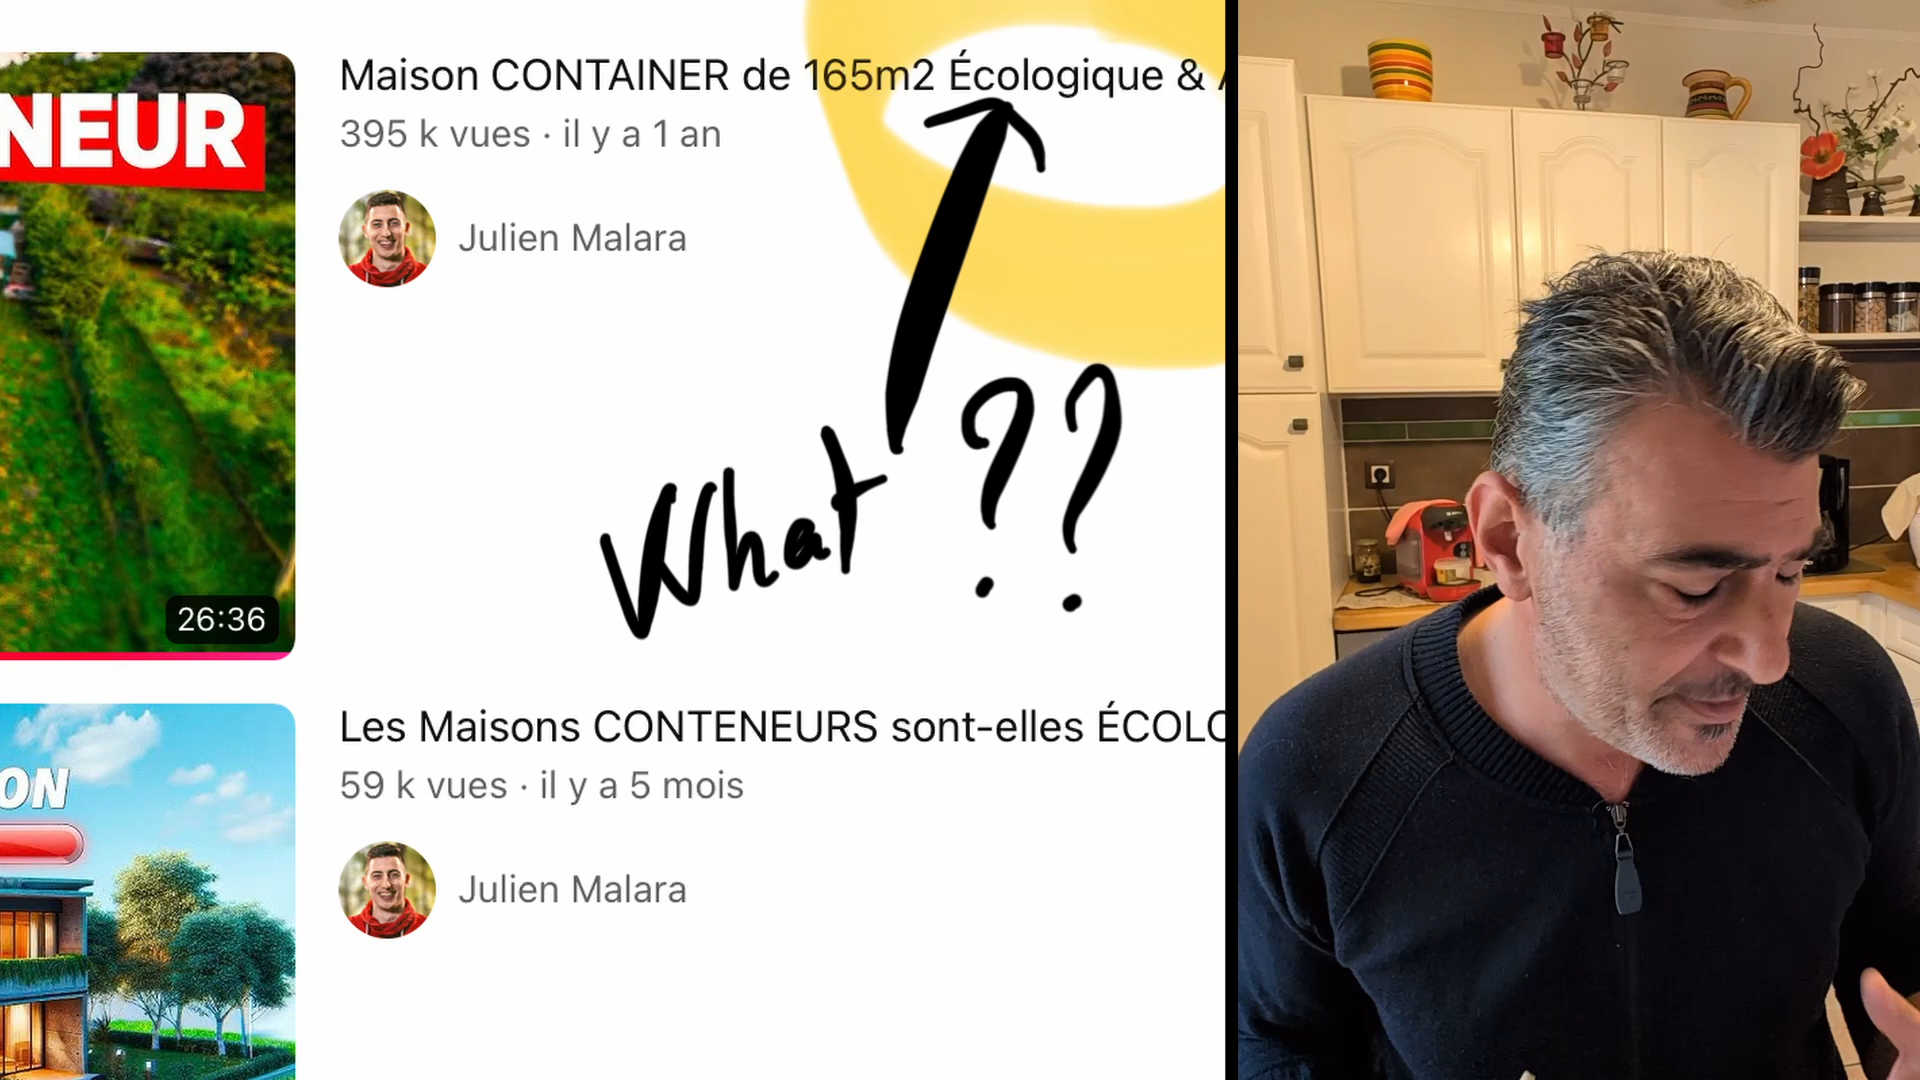 NEUR
Maison CONTAINER de 165m2 Écologique &
395 k vues · il y a 1 an
Julien Malara
What ??
26:36
Les Maisons CONTENEURS sont-elles ÉCOLO
59 k vues · il y a 5 mois
ON
Julien Malara